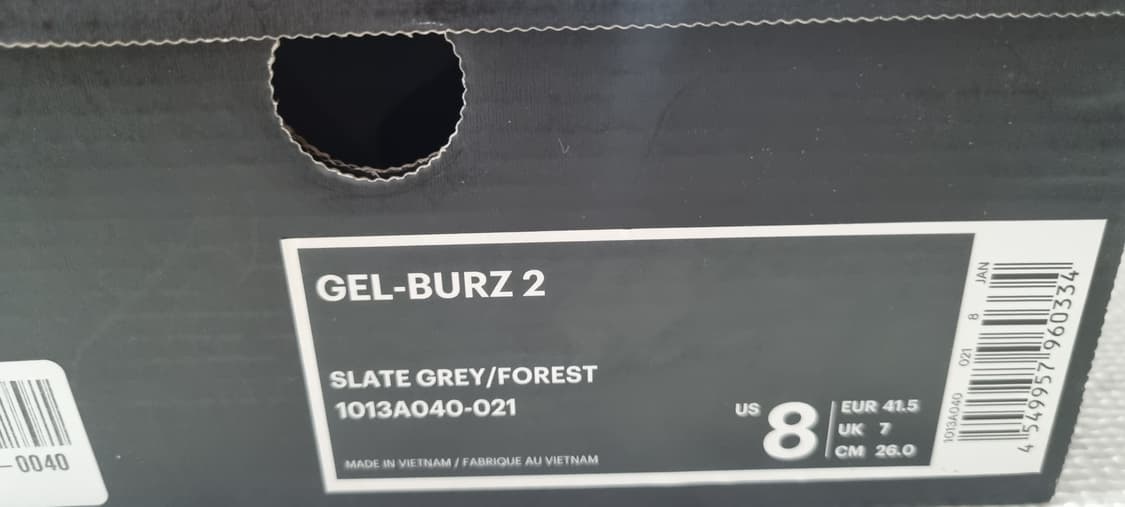 GEL-BURZ 2
SLATE GREY/FOREST
1013A040-021
MADE IN VIETNAM / FABRIQUE AU VIETNAM
US 8
EUR 41.5
UK 7
CM 26.0
1013A040 021 8 JAN
4549957960334
-0040